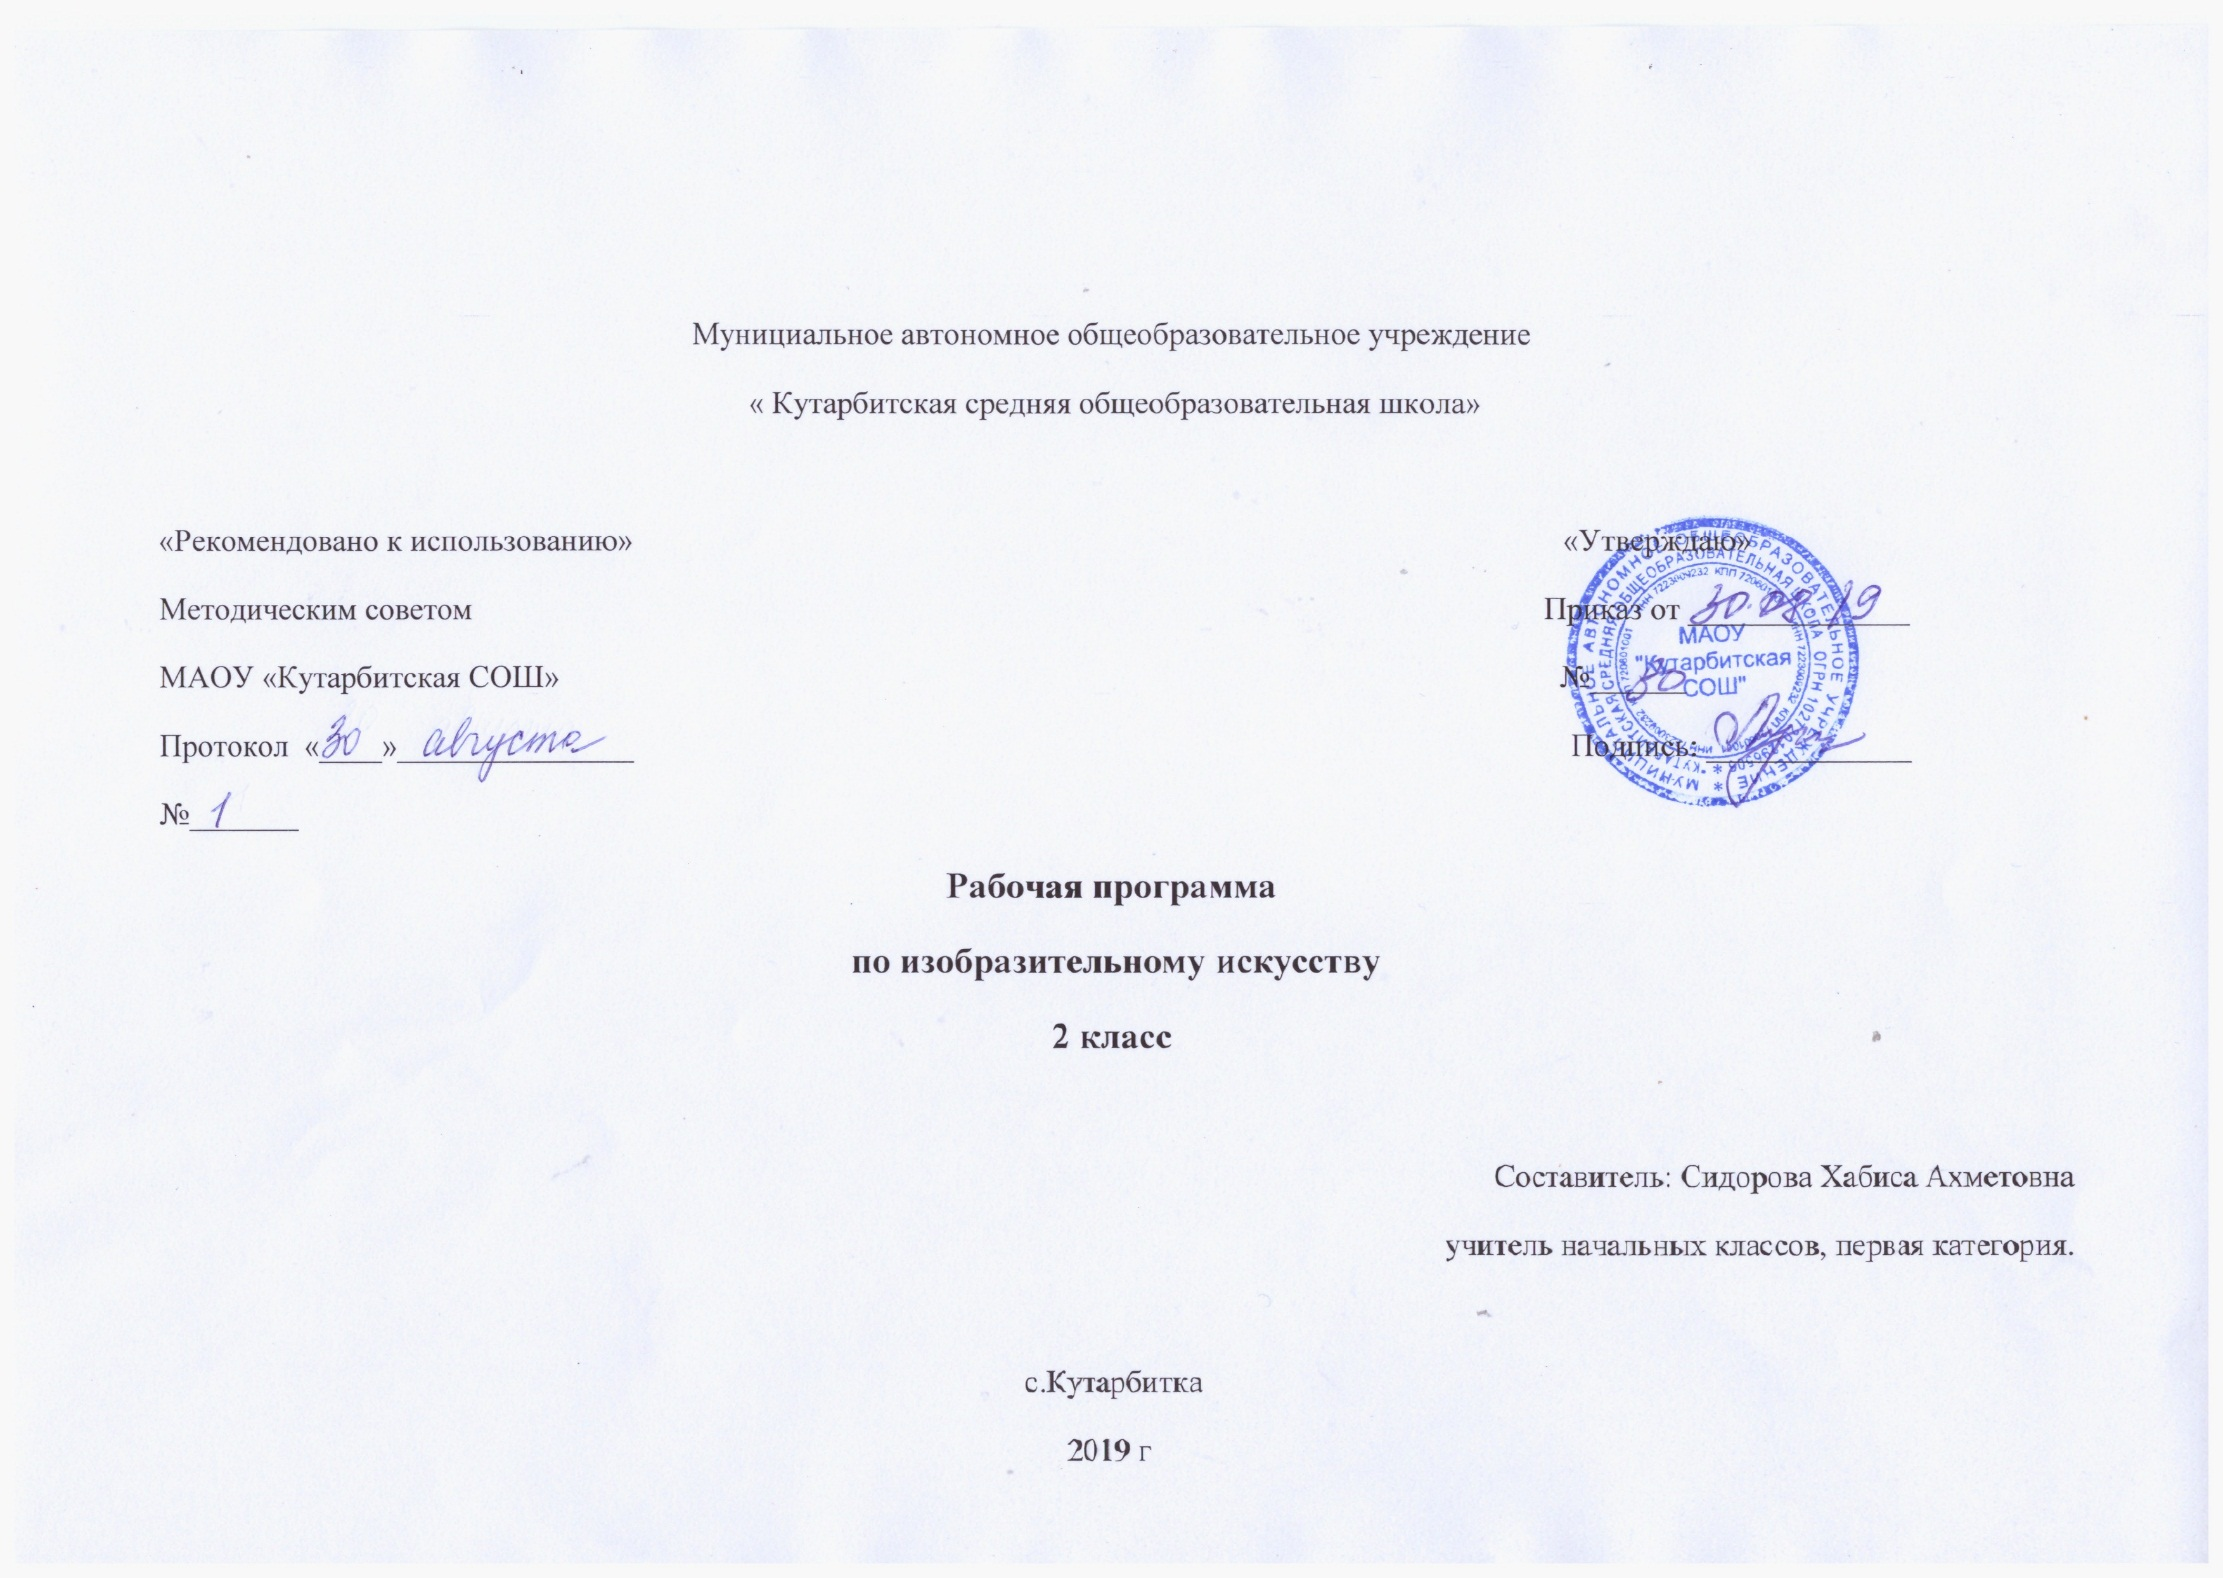 Мунициальное автономное общеобразовательное учреждение
« Кутарбитская средняя общеобразовательная школа»
«Рекомендовано к использованию»
«Утверждаю»
Методическим советом
Приказ от 30.08.19
МАОУ «Кутарбитская СОШ»
№ 30
Протокол «30» августа
Подпись:
№ 1
МАОУ
"Кутарбитская
СОШ"
Рабочая программа
по изобразительному искусству
2 класс
Составитель: Сидорова Хабиса Ахметовна
учитель начальных классов, первая категория.
с.Кутарбитка
2019 г